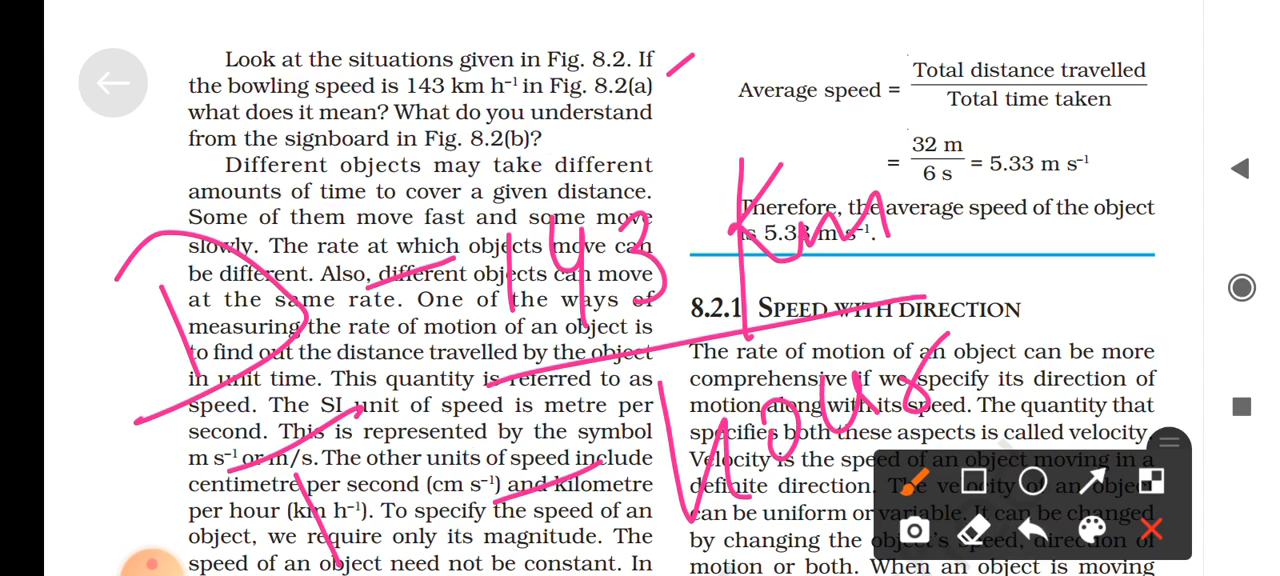 Look at the situations given in Fig. 8.2. If
the bowling speed is 143 km h⁻¹ in Fig. 8.2(a)
what does it mean? What do you understand
from the signboard in Fig. 8.2(b)?
Different objects may take different
amounts of time to cover a given distance.
Some of them move fast and some move
slowly. The rate at which objects move can
be different. Also, different objects can move
at the same rate. One of the ways of
measuring the rate of motion of an object is
to find out the distance travelled by the object
in unit time. This quantity is referred to as
speed. The SI unit of speed is metre per
second. This is represented by the symbol
m s⁻¹ or m/s. The other units of speed include
centimetre per second (cm s⁻¹) and kilometre
per hour (km h⁻¹). To specify the speed of an
object, we require only its magnitude. The
speed of an object need not be constant. In
Average speed = Total distance travelled
Total time taken
= 32 m
6 s = 5.33 m s⁻¹
Therefore, the average speed of the object
is 5.33 m s⁻¹.
8.2.1 SPEED WITH DIRECTION
The rate of motion of an object can be more
comprehensive if we specify its direction of
motion along with its speed. The quantity that
specifies both these aspects is called velocity.
Velocity is the speed of an object moving in a
definite direction. The velocity of an object
can be uniform or variable. It can be changed
by changing the object's speed, direction of
motion or both. When an object is moving
D
T
143 Km